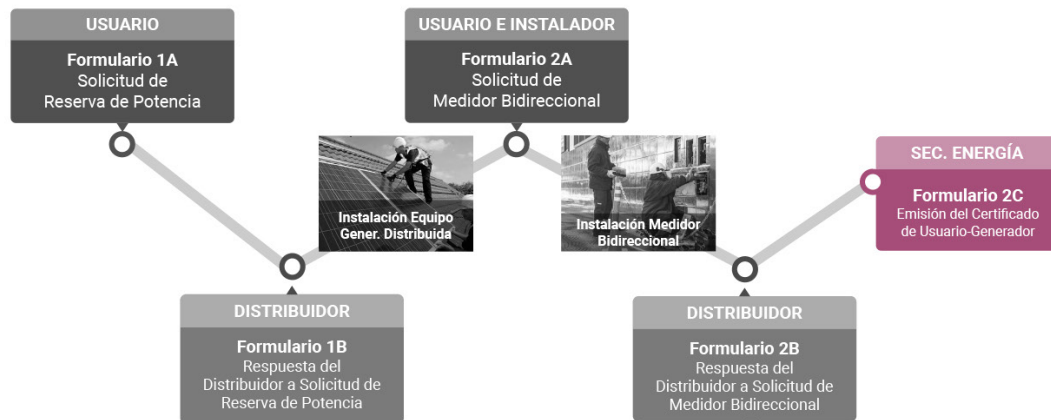 USUARIO
Formulario 1A
Solicitud de
Reserva de Potencia
DISTRIBUIDOR
Formulario 1B
Respuesta del
Distribuidor a Solicitud de
Reserva de Potencia
Instalación Equipo
Gener. Distribuida
USUARIO E INSTALADOR
Formulario 2A
Solicitud de
Medidor Bidireccional
Instalación Medidor
Bidireccional
DISTRIBUIDOR
Formulario 2B
Respuesta del
Distribuidor a Solicitud de
Medidor Bidireccional
SEC. ENERGÍA
Formulario 2C
Emisión del Certificado
de Usuario-Generador